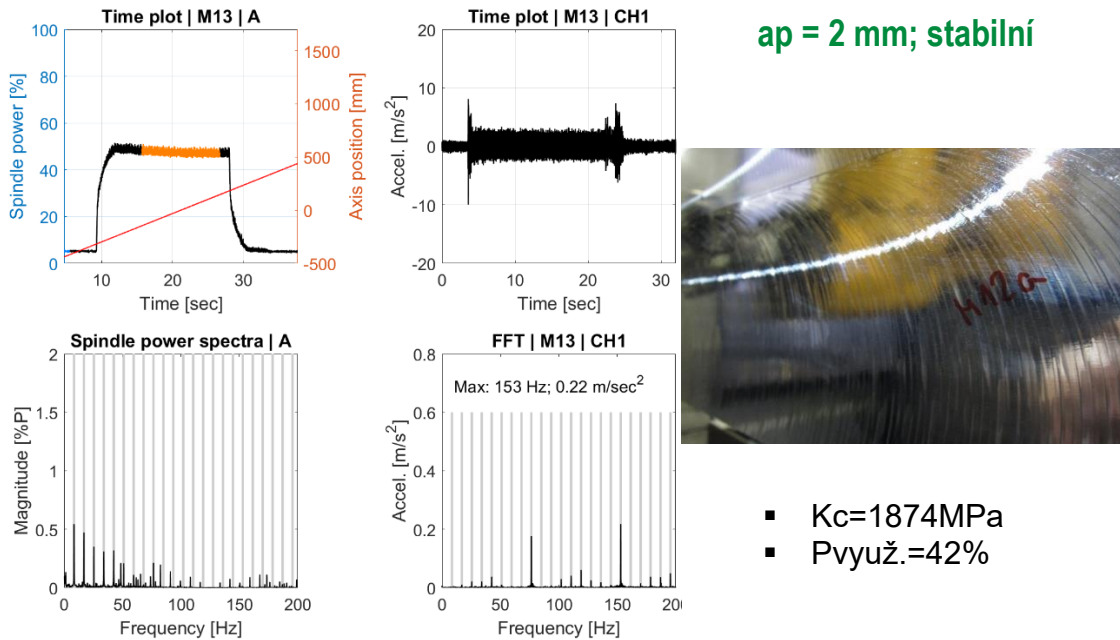 Time plot | M13 | A
Spindle power [%]
100
80
60
40
20
0
1500
1000
500
0
-500
Axis position [mm]
10 20 30
Time [sec]
Time plot | M13 | CH1
Accel. [m/s²]
20
10
0
-10
-20
0 10 20 30
Time [sec]
ap = 2 mm; stabilní
H12a
Spindle power spectra | A
Magnitude [%P]
2
1.5
1
0.5
0
0 50 100 150 200
Frequency [Hz]
FFT | M13 | CH1
Max: 153 Hz; 0.22 m/sec²
Accel. [m/s²]
0.8
0.6
0.4
0.2
0
0 50 100 150 200
Frequency [Hz]
▪ Kc=1874MPa
▪ Pvyuž.=42%